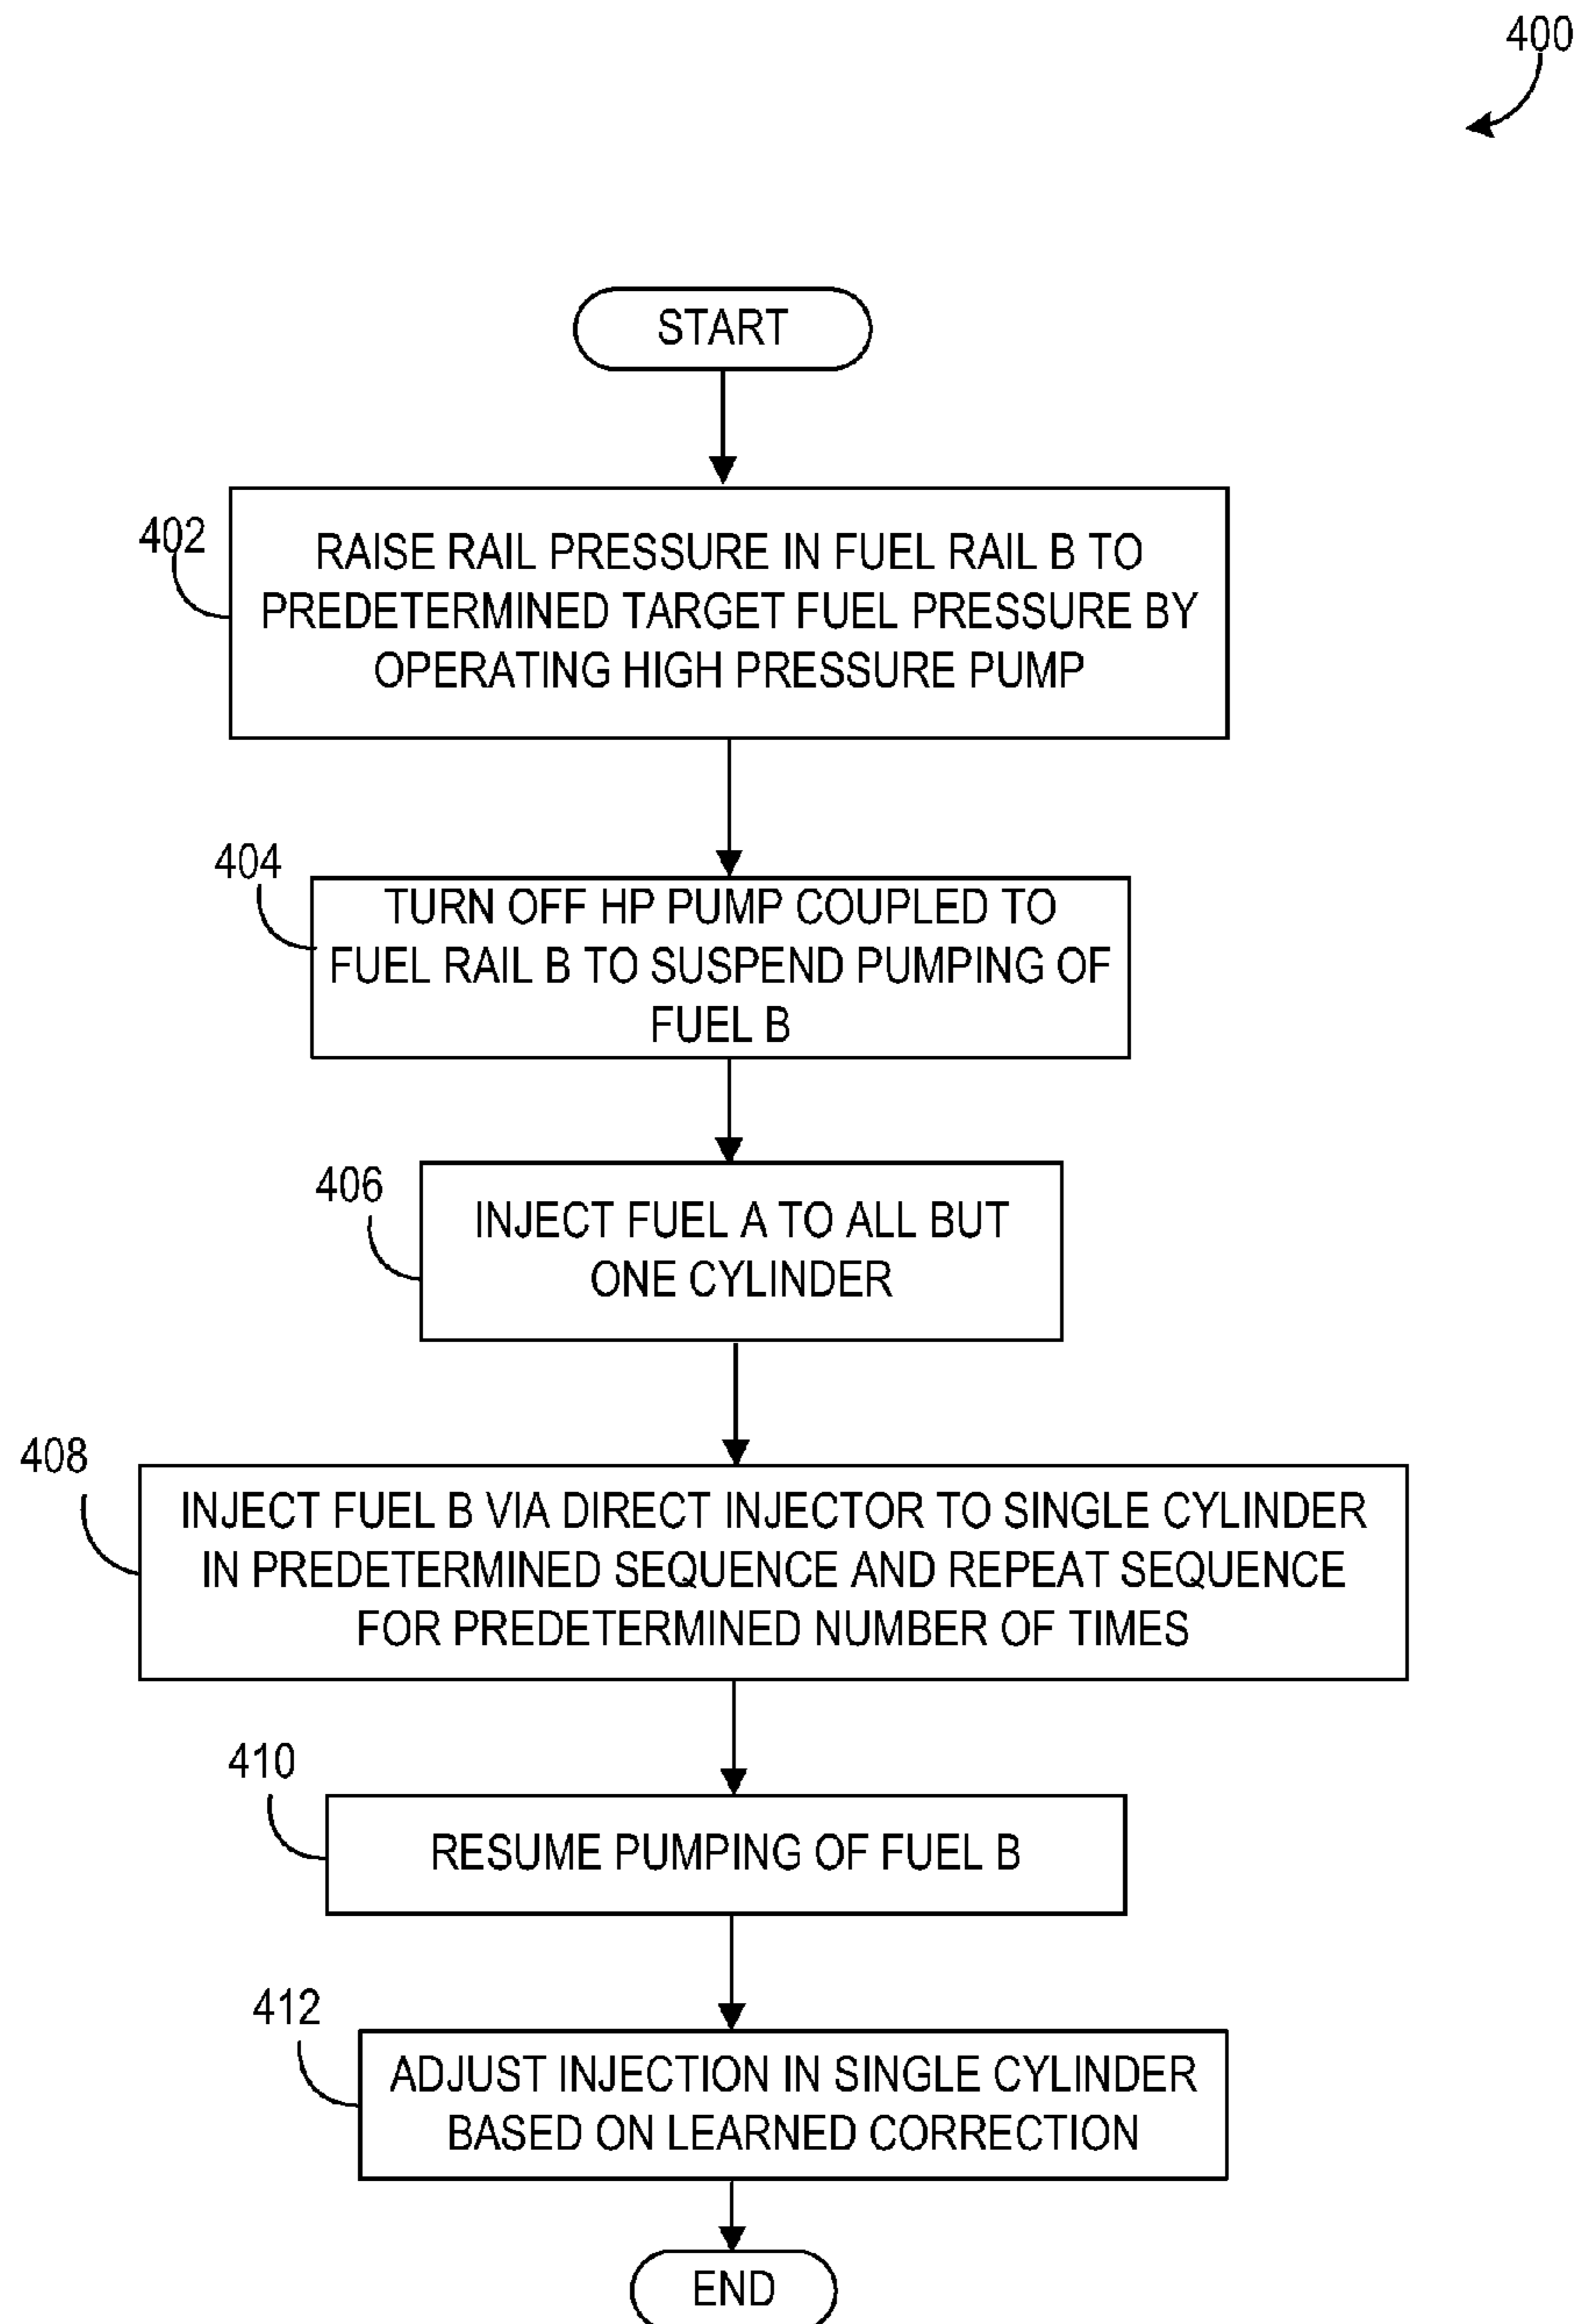 400
START
402
RAISE RAIL PRESSURE IN FUEL RAIL B TO
PREDETERMINED TARGET FUEL PRESSURE BY
OPERATING HIGH PRESSURE PUMP
404
TURN OFF HP PUMP COUPLED TO
FUEL RAIL B TO SUSPEND PUMPING OF
FUEL B
406
INJECT FUEL A TO ALL BUT
ONE CYLINDER
408
INJECT FUEL B VIA DIRECT INJECTOR TO SINGLE CYLINDER
IN PREDETERMINED SEQUENCE AND REPEAT SEQUENCE
FOR PREDETERMINED NUMBER OF TIMES
410
RESUME PUMPING OF FUEL B
412
ADJUST INJECTION IN SINGLE CYLINDER
BASED ON LEARNED CORRECTION
END